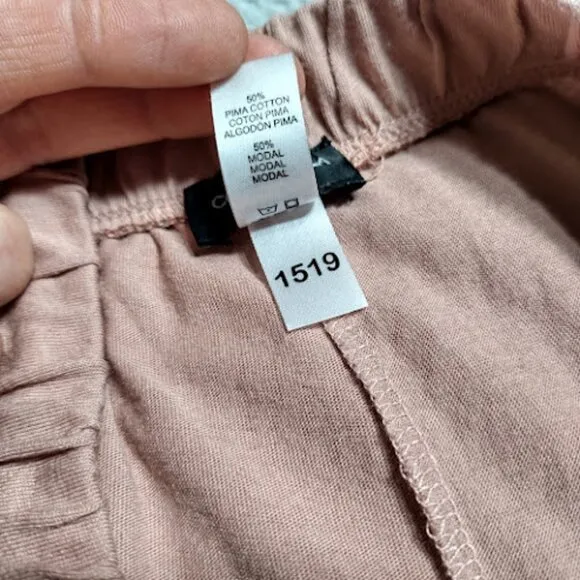 50%
PIMA COTTON
COTON PIMA
ALGODÓN PIMA
50%
MODAL
MODAL
MODAL
1519